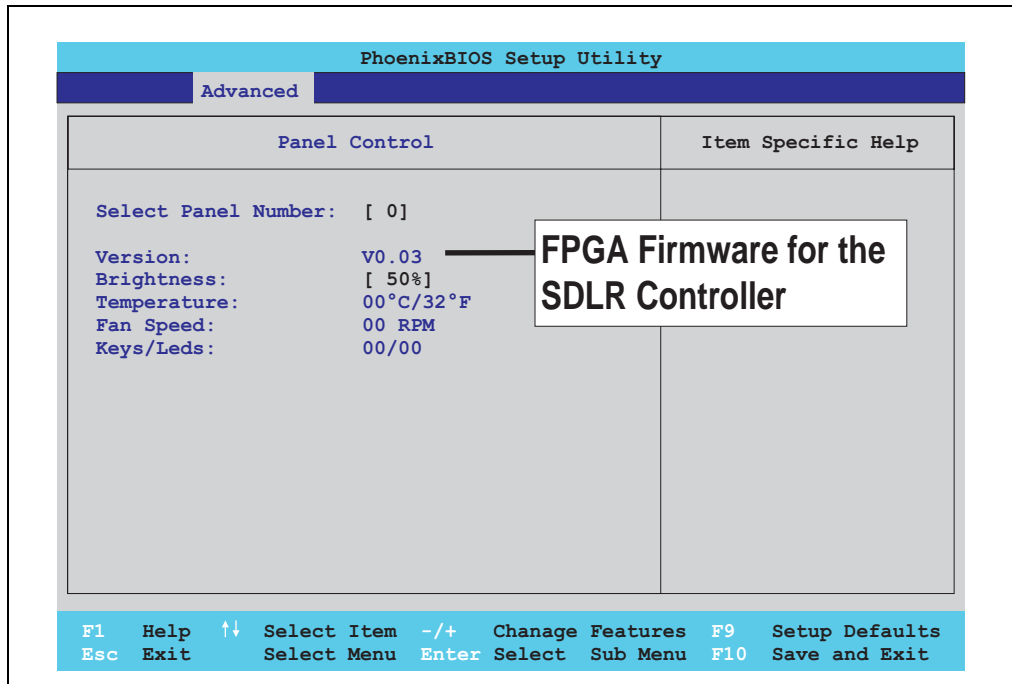 PhoenixBIOS Setup Utility
Advanced
Panel Control
Item Specific Help
Select Panel Number: [ 0]
Version: V0.03
Brightness: [ 50%]
Temperature: 00°C/32°F
Fan Speed: 00 RPM
Keys/Leds: 00/00
FPGA Firmware for the
SDLR Controller
F1 Help ↑↓ Select Item -/+ Chanage Features F9 Setup Defaults
Esc Exit Select Menu Enter Select Sub Menu F10 Save and Exit